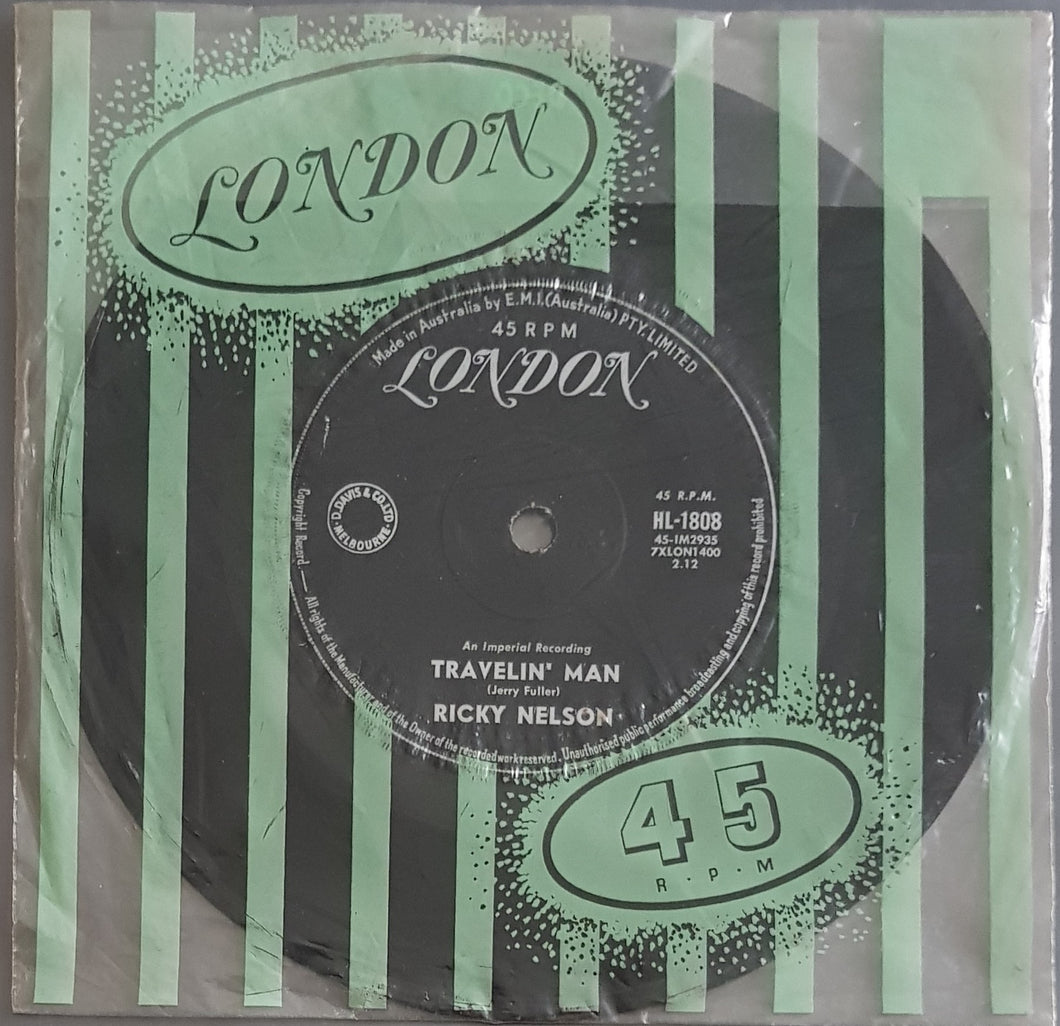 LONDON
Made in Australia by E.M.I. (Australia) PTY. LIMITED
45 RPM
LONDON
D. DAVIS & CO. LTD
· MELBOURNE ·
45 R.P.M.
HL-1808
45-IM2935
7XLON1400
2.12
An Imperial Recording
TRAVELIN' MAN
(Jerry Fuller)
RICKY NELSON
Copyright Record. — All rights of the Manufacturer and of the Owner of the recorded work reserved. Unauthorised public performance broadcasting and copying of this record prohibited
45
R · P · M